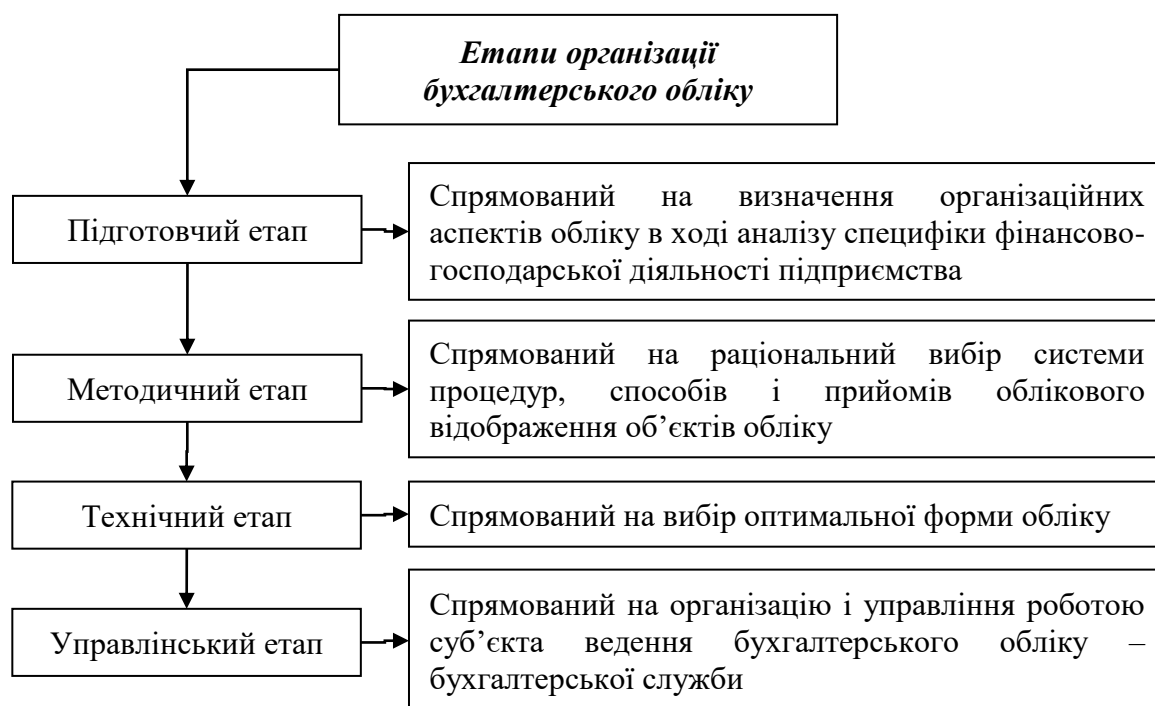 Етапи організації
бухгалтерського обліку
Підготовчий етап
Спрямований на визначення організаційних
аспектів обліку в ході аналізу специфіки фінансово-
господарської діяльності підприємства
Методичний етап
Спрямований на раціональний вибір системи
процедур, способів і прийомів облікового
відображення об’єктів обліку
Технічний етап
Спрямований на вибір оптимальної форми обліку
Управлінський етап
Спрямований на організацію і управління роботою
суб’єкта ведення бухгалтерського обліку –
бухгалтерської служби